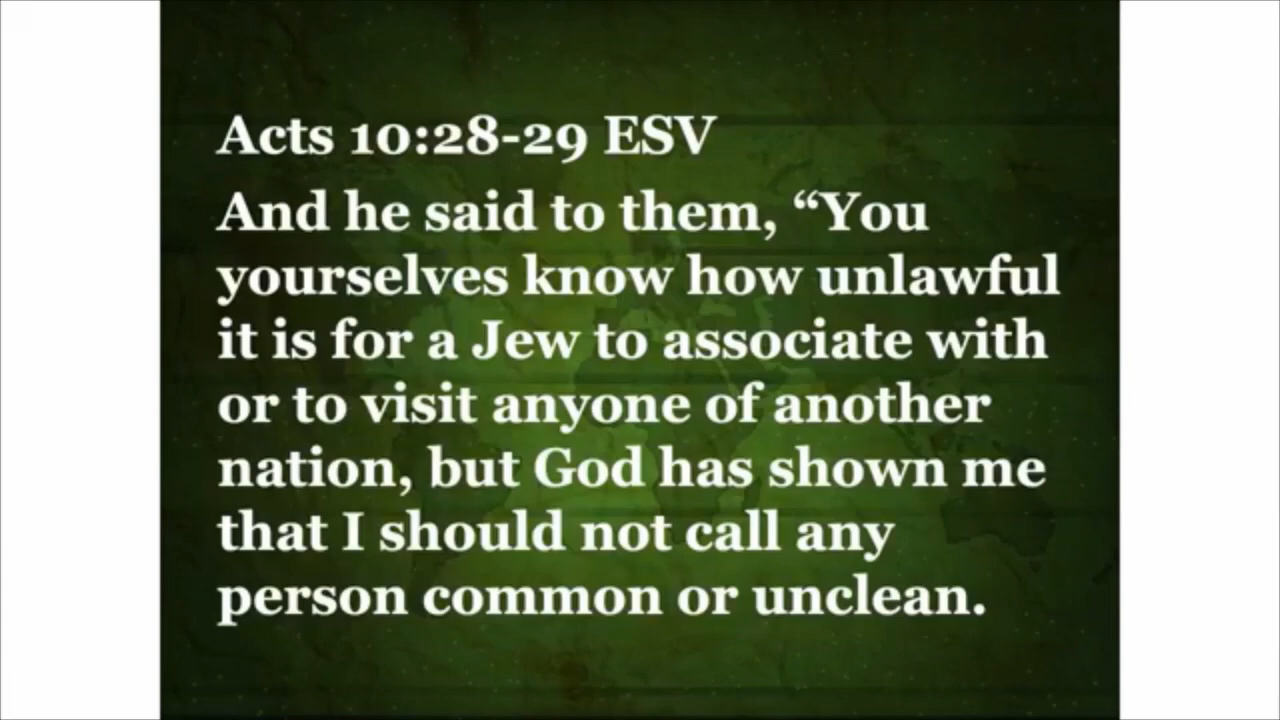 Acts 10:28-29 ESV
And he said to them, “You
yourselves know how unlawful
it is for a Jew to associate with
or to visit anyone of another
nation, but God has shown me
that I should not call any
person common or unclean.